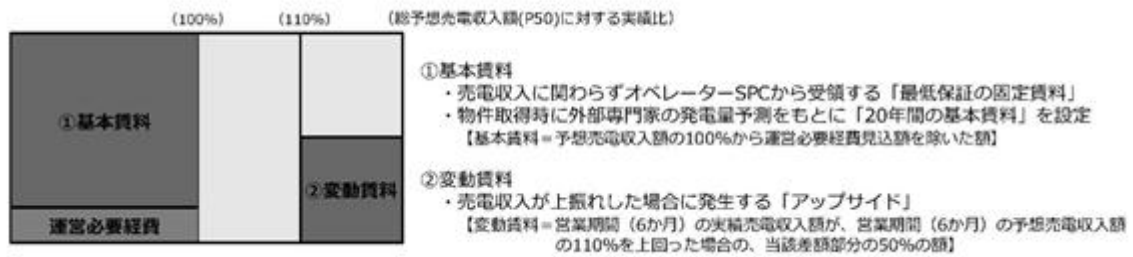 (100%) (110%) (総予想売電収入額(P50)に対する実績比)
①基本賃料
運営必要経費
②変動賃料
①基本賃料
・売電収入に関わらずオペレーターSPCから受領する「最低保証の固定賃料」
・物件取得時に外部専門家の発電量予測をもとに「20年間の基本賃料」を設定
【基本賃料=予想売電収入額の100%から運営必要経費見込額を除いた額】
②変動賃料
・売電収入が上振れした場合に発生する「アップサイド」
【変動賃料=営業期間(6か月)の実績売電収入額が、営業期間(6か月)の予想売電収入額
の110%を上回った場合の、当該差額部分の50%の額】